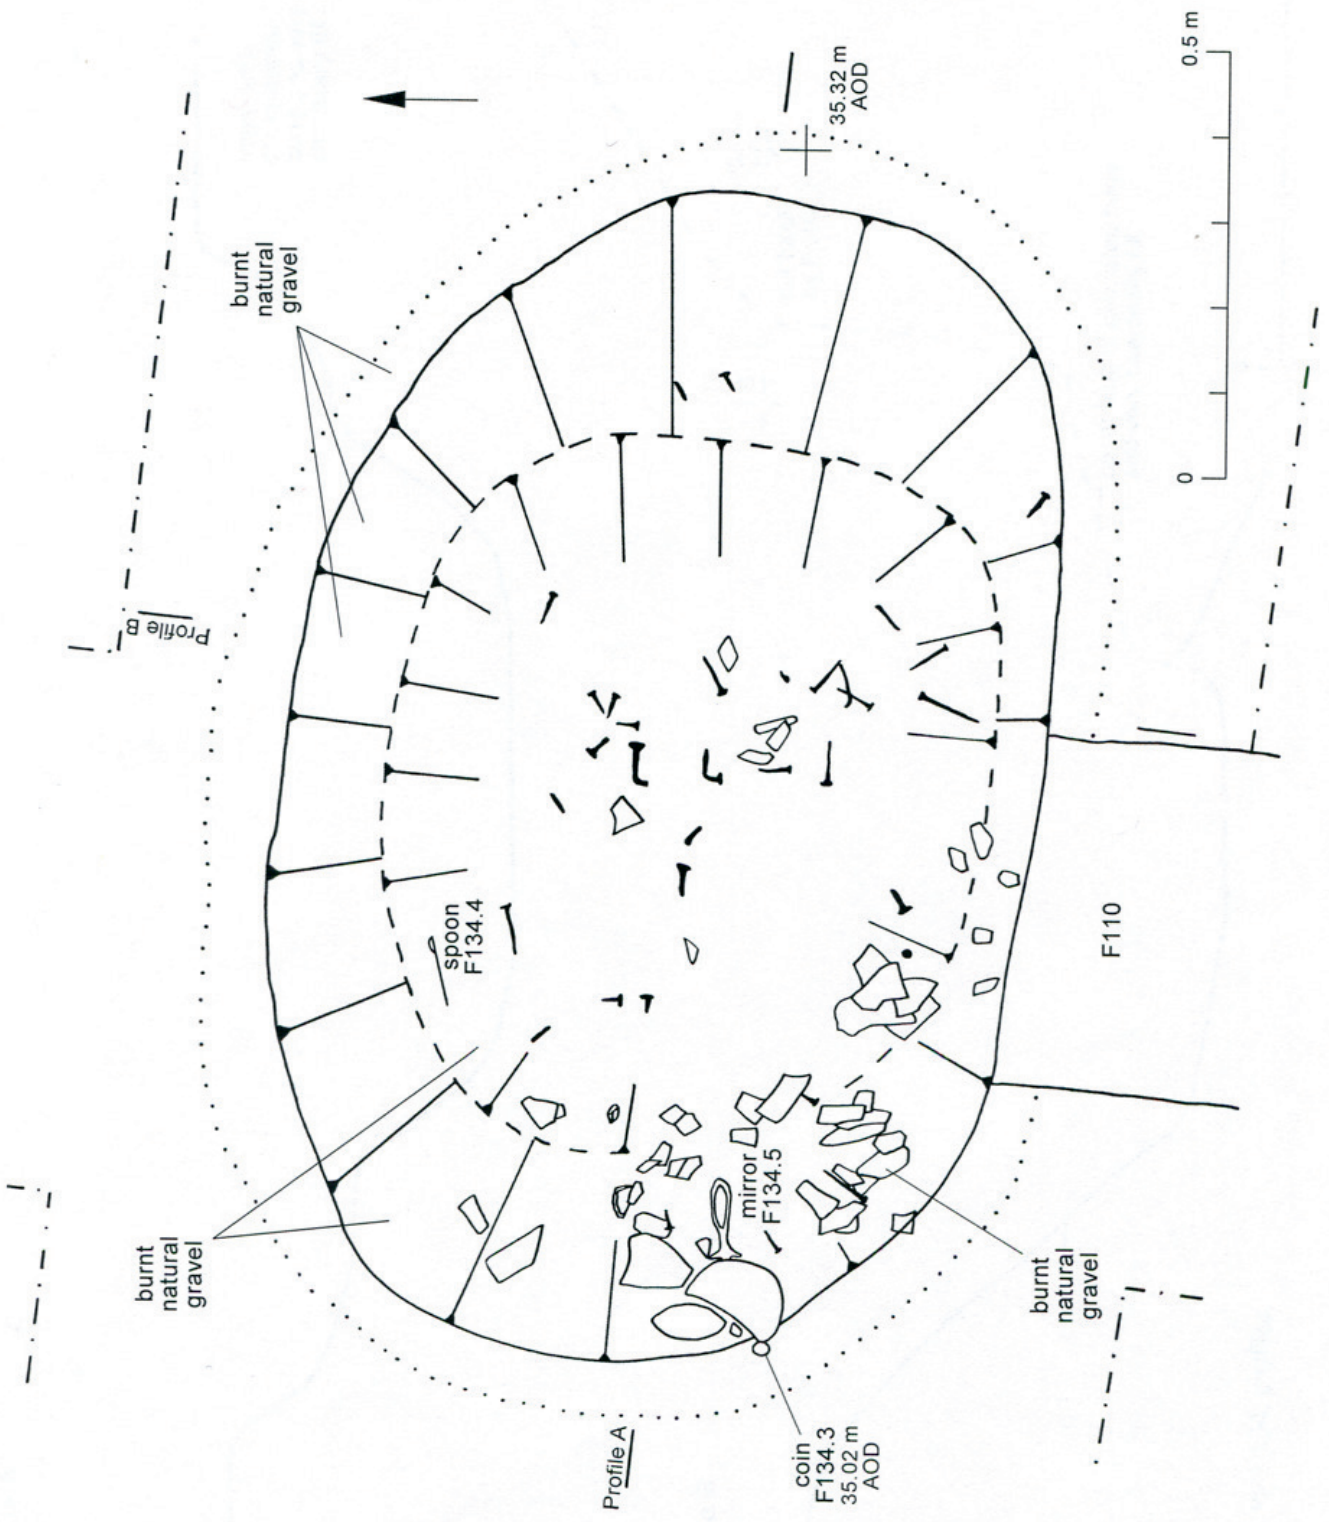 burnt
natural
gravel
35.32 m
AOD
0.5 m
0
Profile B
spoon
F134.4
F110
mirror
F134.5
burnt
natural
gravel
burnt
natural
gravel
Profile A
coin
F134.3
35.02 m
AOD